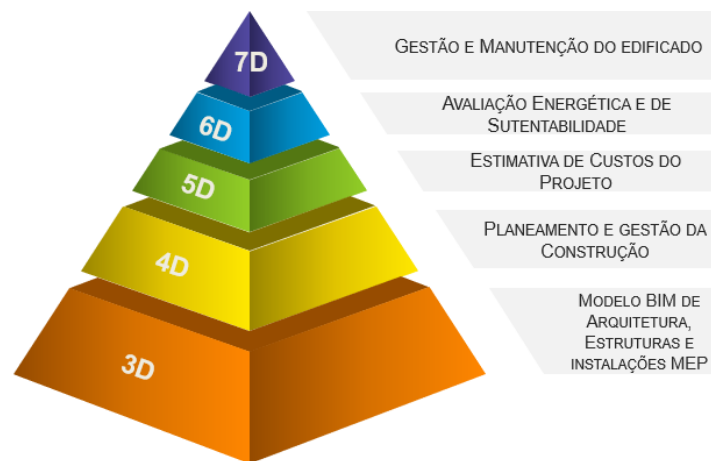 7D
GESTÃO E MANUTENÇÃO DO EDIFICADO
6D
AVALIAÇÃO ENERGÉTICA E DE
SUTENTABILIDADE
5D
ESTIMATIVA DE CUSTOS DO
PROJETO
4D
PLANEAMENTO E GESTÃO DA
CONSTRUÇÃO
3D
MODELO BIM DE
ARQUITETURA,
ESTRUTURAS E
INSTALAÇÕES MEP